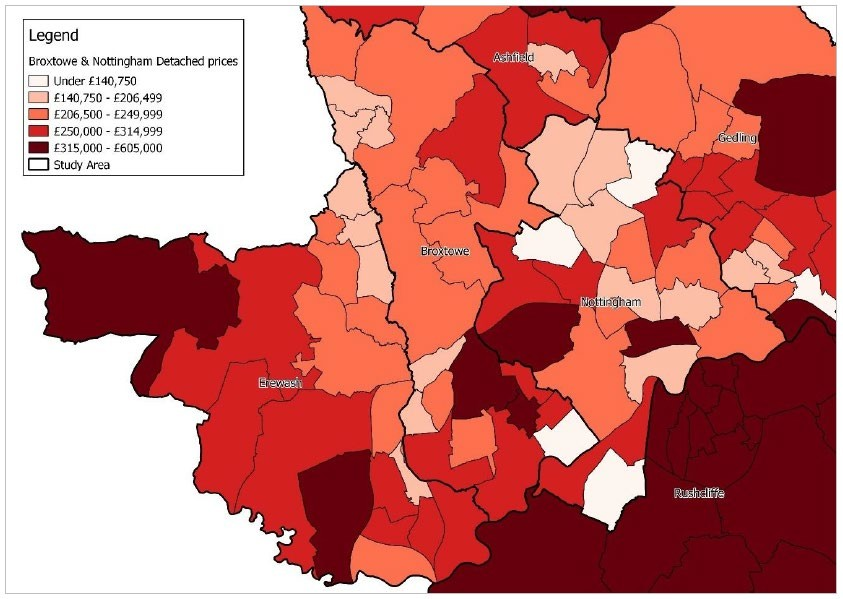 Legend
Broxtowe & Nottingham Detached prices
Under £140,750
£140,750 - £206,499
£206,500 - £249,999
£250,000 - £314,999
£315,000 - £605,000
Study Area
Ashfield
Gedling
Broxtowe
Nottingham
Erewash
Rushcliffe